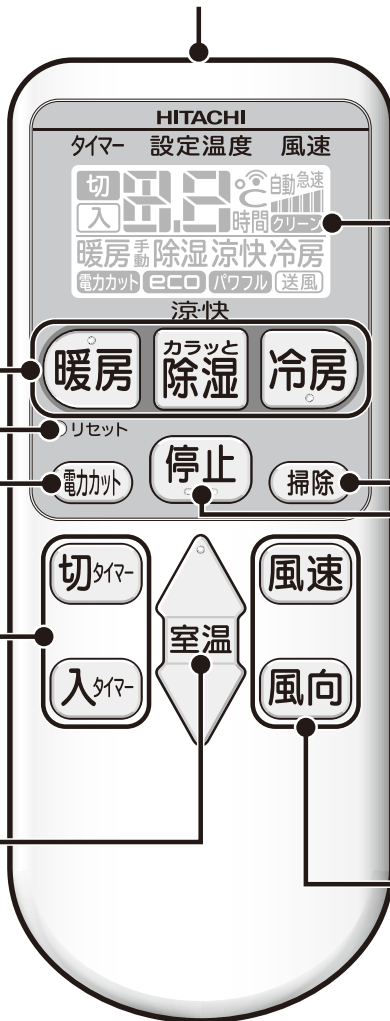 HITACHI
タイマー 設定温度 風速
切 8.8 ℃ 自動 急速
入 時間 クリーン
暖房 手動 除湿 涼快 冷房
電力カット eco パワフル 送風
涼・快
暖房 カラッと除湿 冷房
リセット
電力カット 停止 掃除
切タイマー 風速
室温
入タイマー 風向